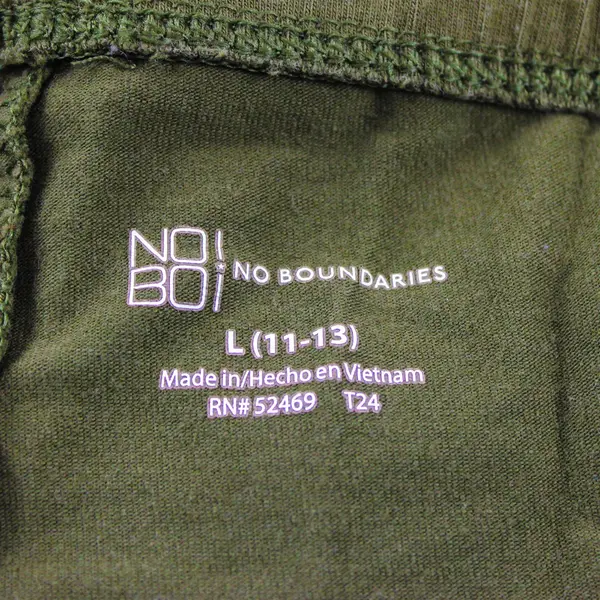 NO!
BO! NO BOUNDARIES
L (11-13)
Made in/Hecho en Vietnam
RN# 52469 T24